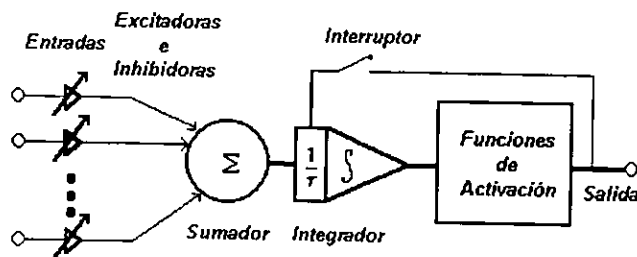 Entradas
Excitadoras
e
Inhibidoras
Interruptor
Σ
1
τ
∫
Funciones
de
Activación
Sumador
Integrador
Salida